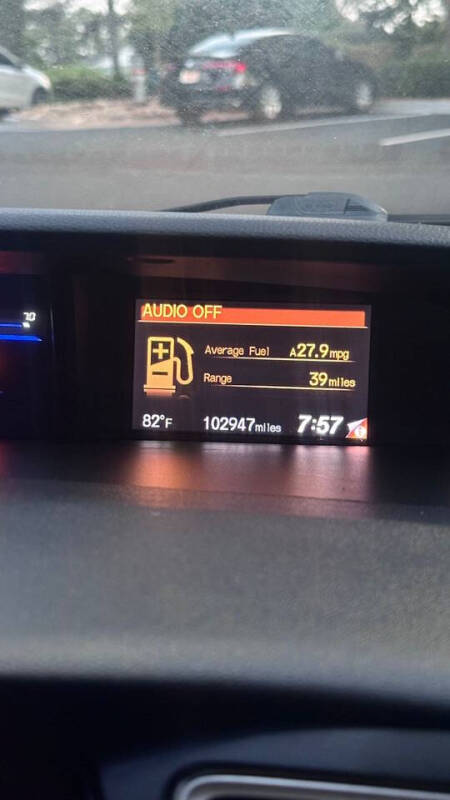 AUDIO OFF
Average Fuel A27.9mpg
Range 39miles
82°F 102947miles 7:57